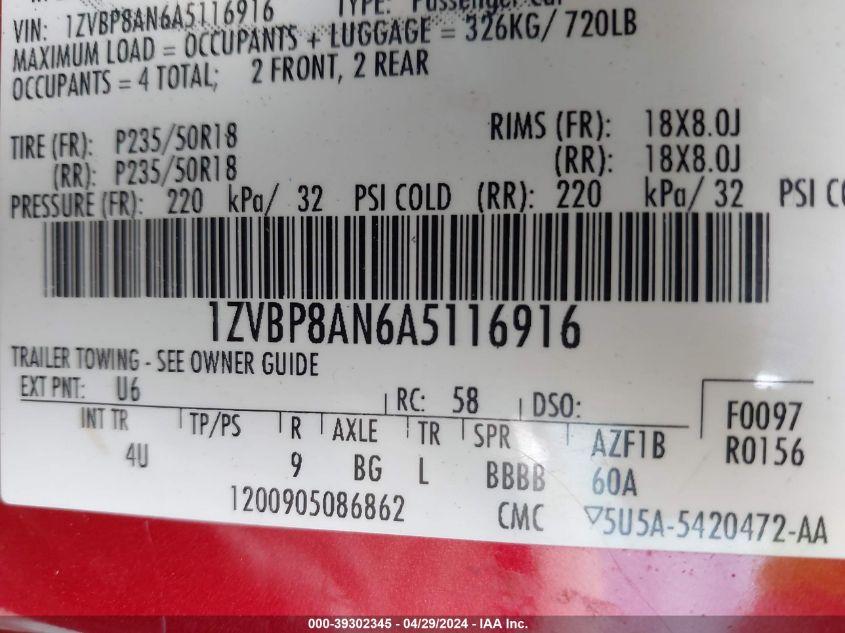 VIN: 1ZVBP8AN6A5116916 TYPE: Passenger Car
MAXIMUM LOAD = OCCUPANTS + LUGGAGE = 326KG/ 720LB
OCCUPANTS = 4 TOTAL; 2 FRONT, 2 REAR
TIRE (FR): P235/50R18 RIMS (FR): 18X8.0J
(RR): P235/50R18 (RR): 18X8.0J
PRESSURE (FR): 220 kPa/ 32 PSI COLD (RR): 220 kPa/ 32 PSI CO
1ZVBP8AN6A5116916
TRAILER TOWING - SEE OWNER GUIDE
EXT PNT: U6 RC: 58 DSO:
INT TR TP/PS R AXLE TR SPR AZF1B F0097
4U 9 BG L BBBB 60A R0156
1200905086862 CMC ▽5U5A-5420472-AA
000-39302345 - 04/29/2024 - IAA Inc.